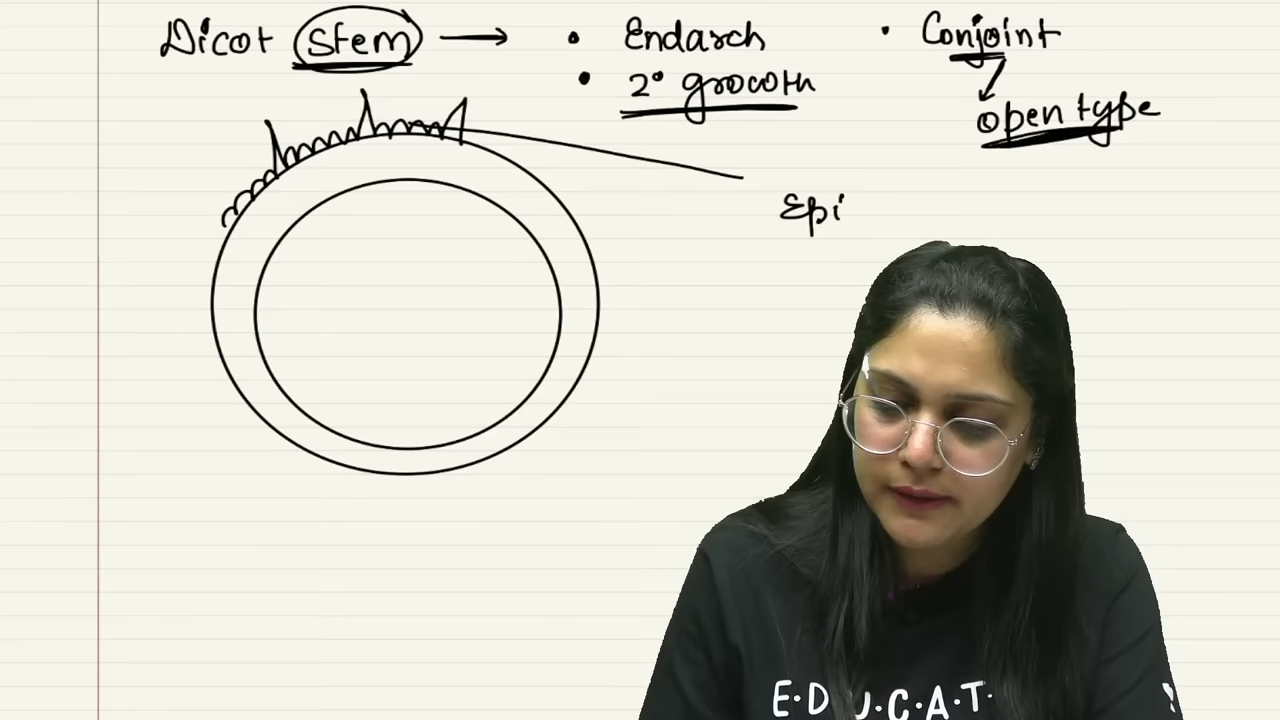 Dicot stem → • Endarch • Conjoint
• 2° growth open type
Epi
E·D·U·C·A·T·